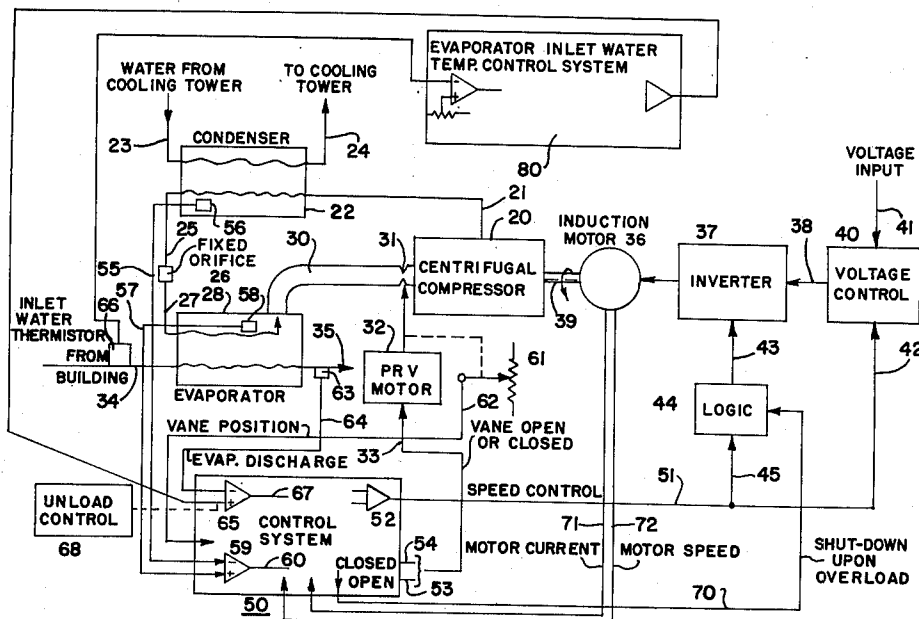 EVAPORATOR INLET WATER
TEMP. CONTROL SYSTEM
80
WATER FROM
COOLING TOWER
TO COOLING
TOWER
23
24
CONDENSER
22
56
21
20
CENTRIFUGAL
COMPRESSOR
INDUCTION
MOTOR 36
39
37
INVERTER
38
VOLTAGE
INPUT
41
40
VOLTAGE
CONTROL
42
43
44
LOGIC
45
25
55
FIXED
ORIFICE
26
30
31
27
28
58
57
INLET
WATER
THERMISTOR
66
FROM
BUILDING
34
EVAPORATOR
35
63
64
32
PRV
MOTOR
33
61
62
VANE POSITION
VANE OPEN
OR CLOSED
EVAP. DISCHARGE
UNLOAD
CONTROL
68
65
67
52
CONTROL
SYSTEM
59
60
CLOSED
OPEN
54
53
50
SPEED CONTROL
51
71
72
MOTOR CURRENT
MOTOR SPEED
SHUT-DOWN
UPON
OVERLOAD
70